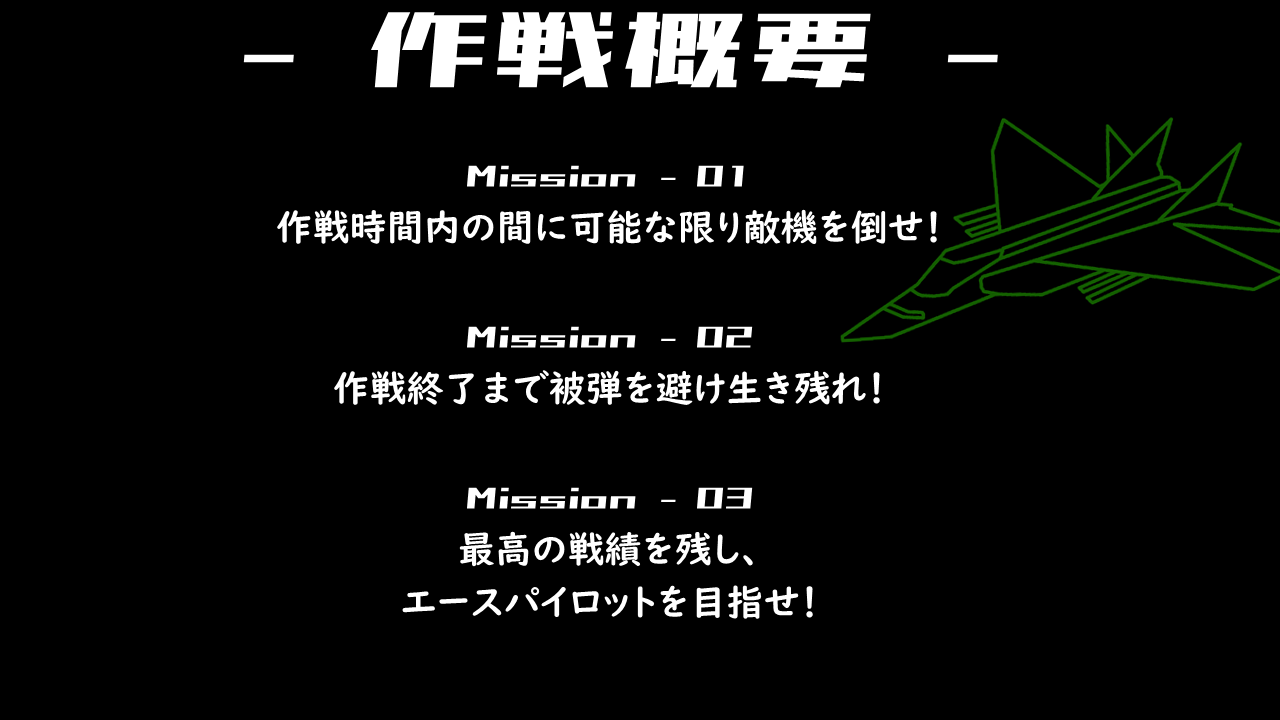 - 作戦概要 -
Mission - 01
作戦時間内の間に可能な限り敵機を倒せ!
Mission - 02
作戦終了まで被弾を避け生き残れ!
Mission - 03
最高の戦績を残し、
エースパイロットを目指せ!